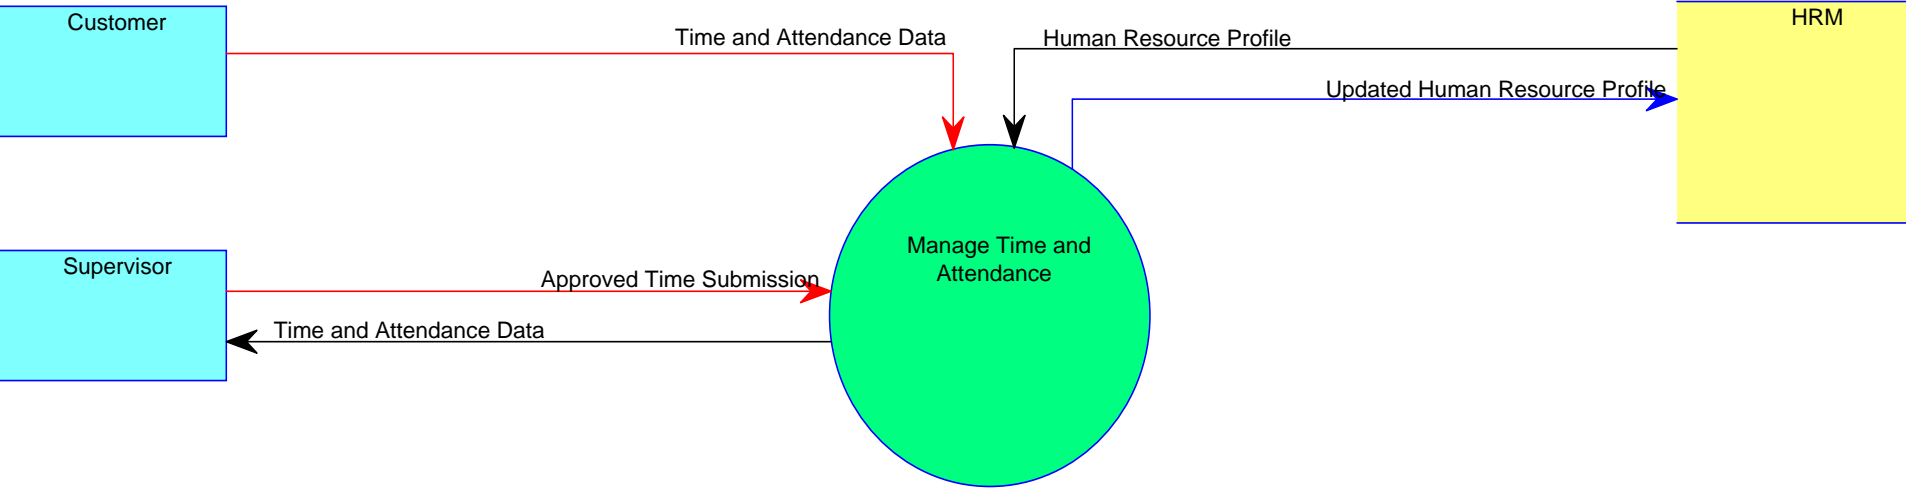 Customer
HRM
Time and Attendance Data
Human Resource Profile
Updated Human Resource Profile
Manage Time and
Attendance
Supervisor
Approved Time Submission
Time and Attendance Data